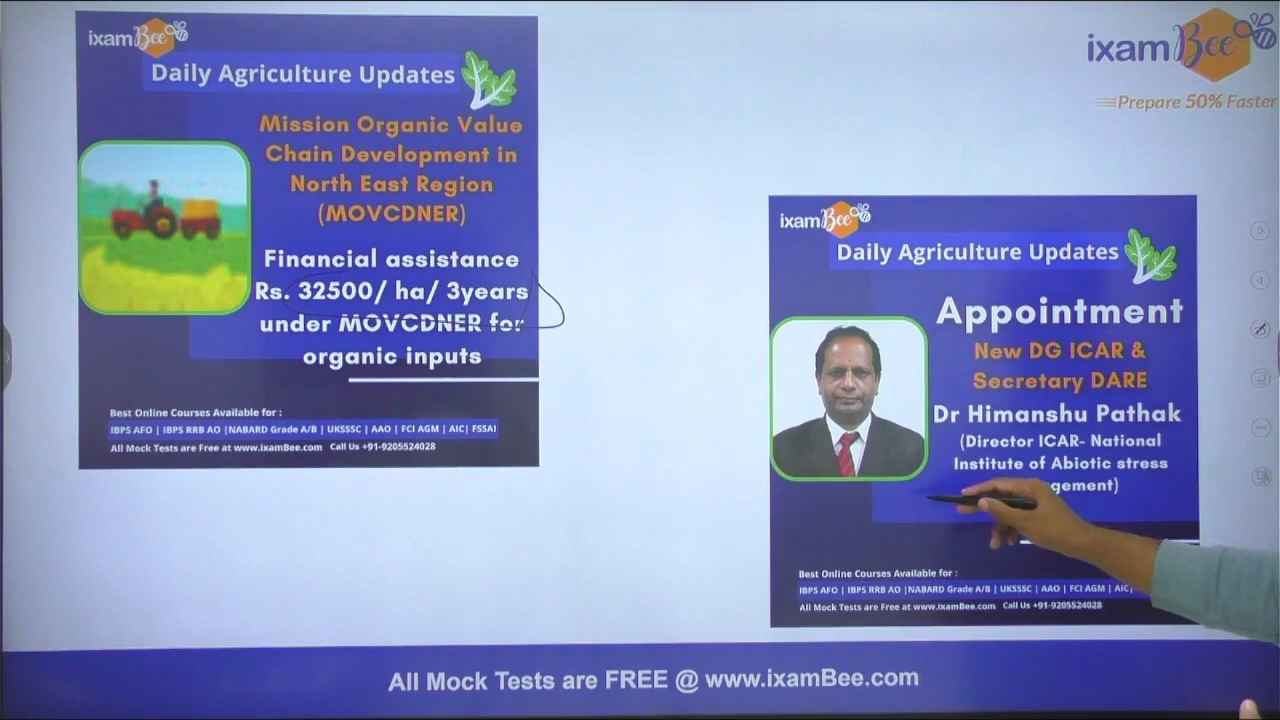 ixamBee
Daily Agriculture Updates
Mission Organic Value
Chain Development in
North East Region
(MOVCDNER)
Financial assistance
Rs. 32500/ ha/ 3years
under MOVCDNER for
organic inputs
Best Online Courses Available for :
IBPS AFO | IBPS RRB AO |NABARD Grade A/B | UKSSSC | AAO | FCI AGM | AIC| FSSAI
All Mock Tests are Free at www.ixamBee.com Call Us +91-9205524028
ixamBee
Prepare 50% Faster
ixamBee
Daily Agriculture Updates
Appointment
New DG ICAR &
Secretary DARE
Dr Himanshu Pathak
(Director ICAR- National
Institute of Abiotic stress
gement)
Best Online Courses Available for :
IBPS AFO | IBPS RRB AO |NABARD Grade A/B | UKSSSC | AAO | FCI AGM | AIC|
All Mock Tests are Free at www.ixamBee.com Call Us +91-9205524028
All Mock Tests are FREE @ www.ixamBee.com